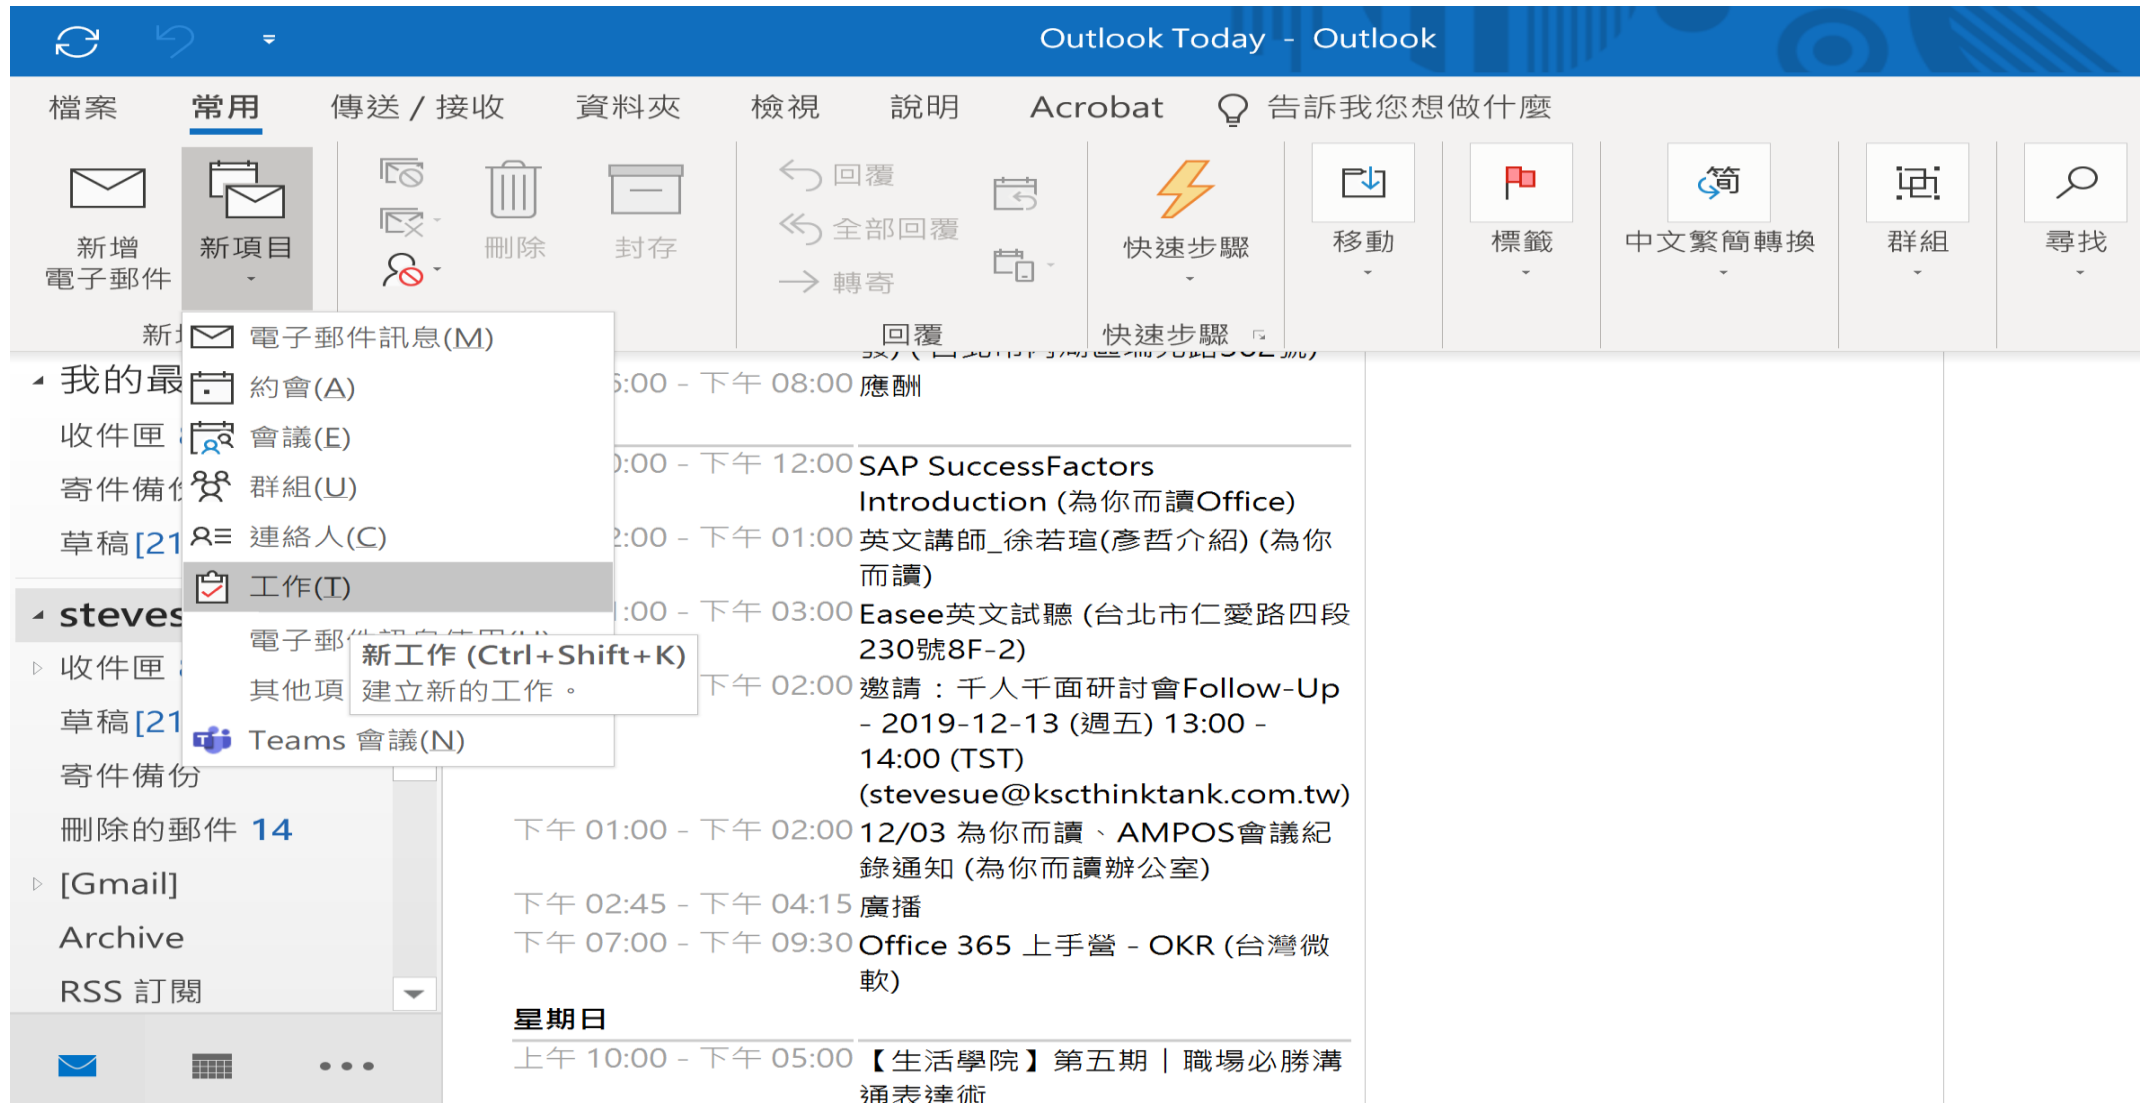 Outlook Today - Outlook
檔案 常用 傳送 / 接收 資料夾 檢視 說明 Acrobat 告訴我您想做什麼
新增
電子郵件
新項目
刪除
封存
回覆
全部回覆
轉寄
快速步驟
移動
標籤
中文繁簡轉換
群組
尋找
回覆
快速步驟
電子郵件訊息(M)
約會(A)
會議(E)
群組(U)
連絡人(C)
工作(T)
新工作 (Ctrl+Shift+K)
建立新的工作。
其他項
Teams 會議(N)
我的最
收件匣
寄件備份
草稿[21
steves
收件匣
草稿[21
寄件備份
刪除的郵件 14
[Gmail]
Archive
RSS 訂閱
:00 - 下午 08:00 應酬
:00 - 下午 12:00 SAP SuccessFactors
Introduction (為你而讀Office)
:00 - 下午 01:00 英文講師_徐若瑄(彥哲介紹) (為你
而讀)
:00 - 下午 03:00 Easee英文試聽 (台北市仁愛路四段
230號8F-2)
下午 02:00 邀請：千人千面研討會Follow-Up
- 2019-12-13 (週五) 13:00 -
14:00 (TST)
(stevesue@kscthinktank.com.tw)
下午 01:00 - 下午 02:00 12/03 為你而讀、AMPOS會議紀
錄通知 (為你而讀辦公室)
下午 02:45 - 下午 04:15 廣播
下午 07:00 - 下午 09:30 Office 365 上手營 - OKR (台灣微
軟)
星期日
上午 10:00 - 下午 05:00 【生活學院】第五期｜職場必勝溝
通表達術